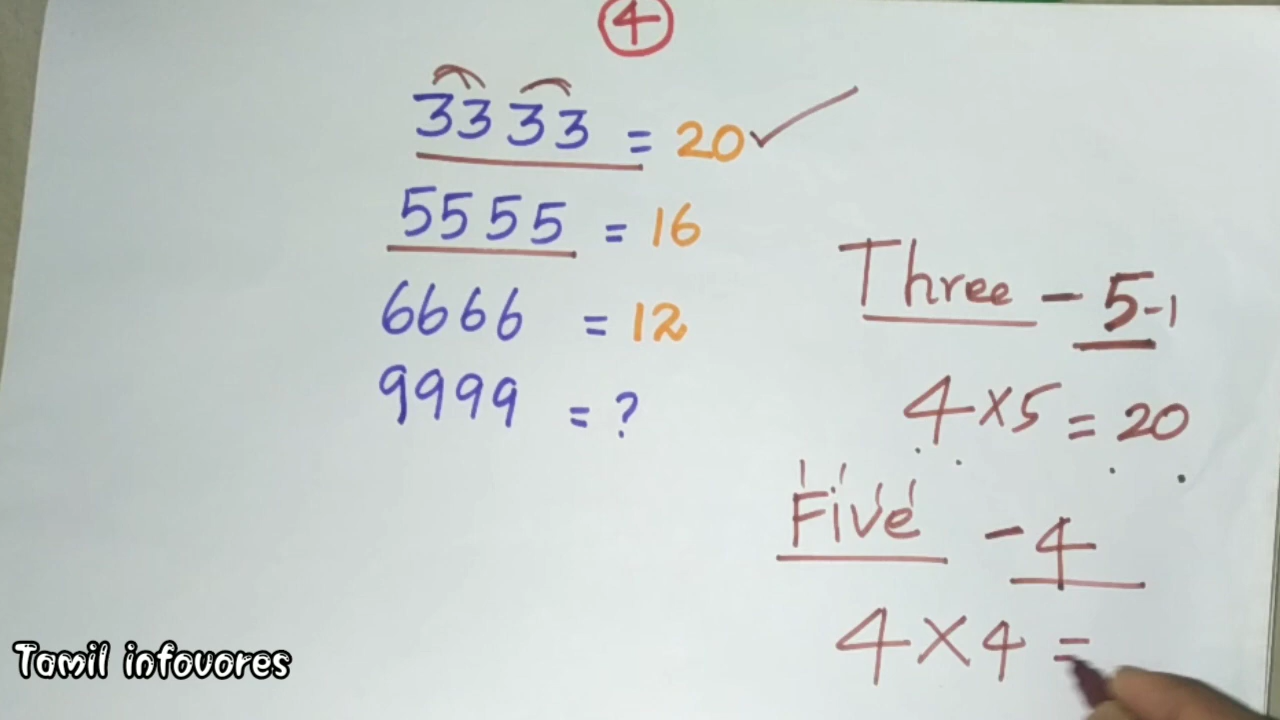 4
3333 = 20
5555 = 16
6666 = 12
9999 = ?
Three - 5-1
4×5 = 20
Five - 4
4×4 =
Tamil infovores